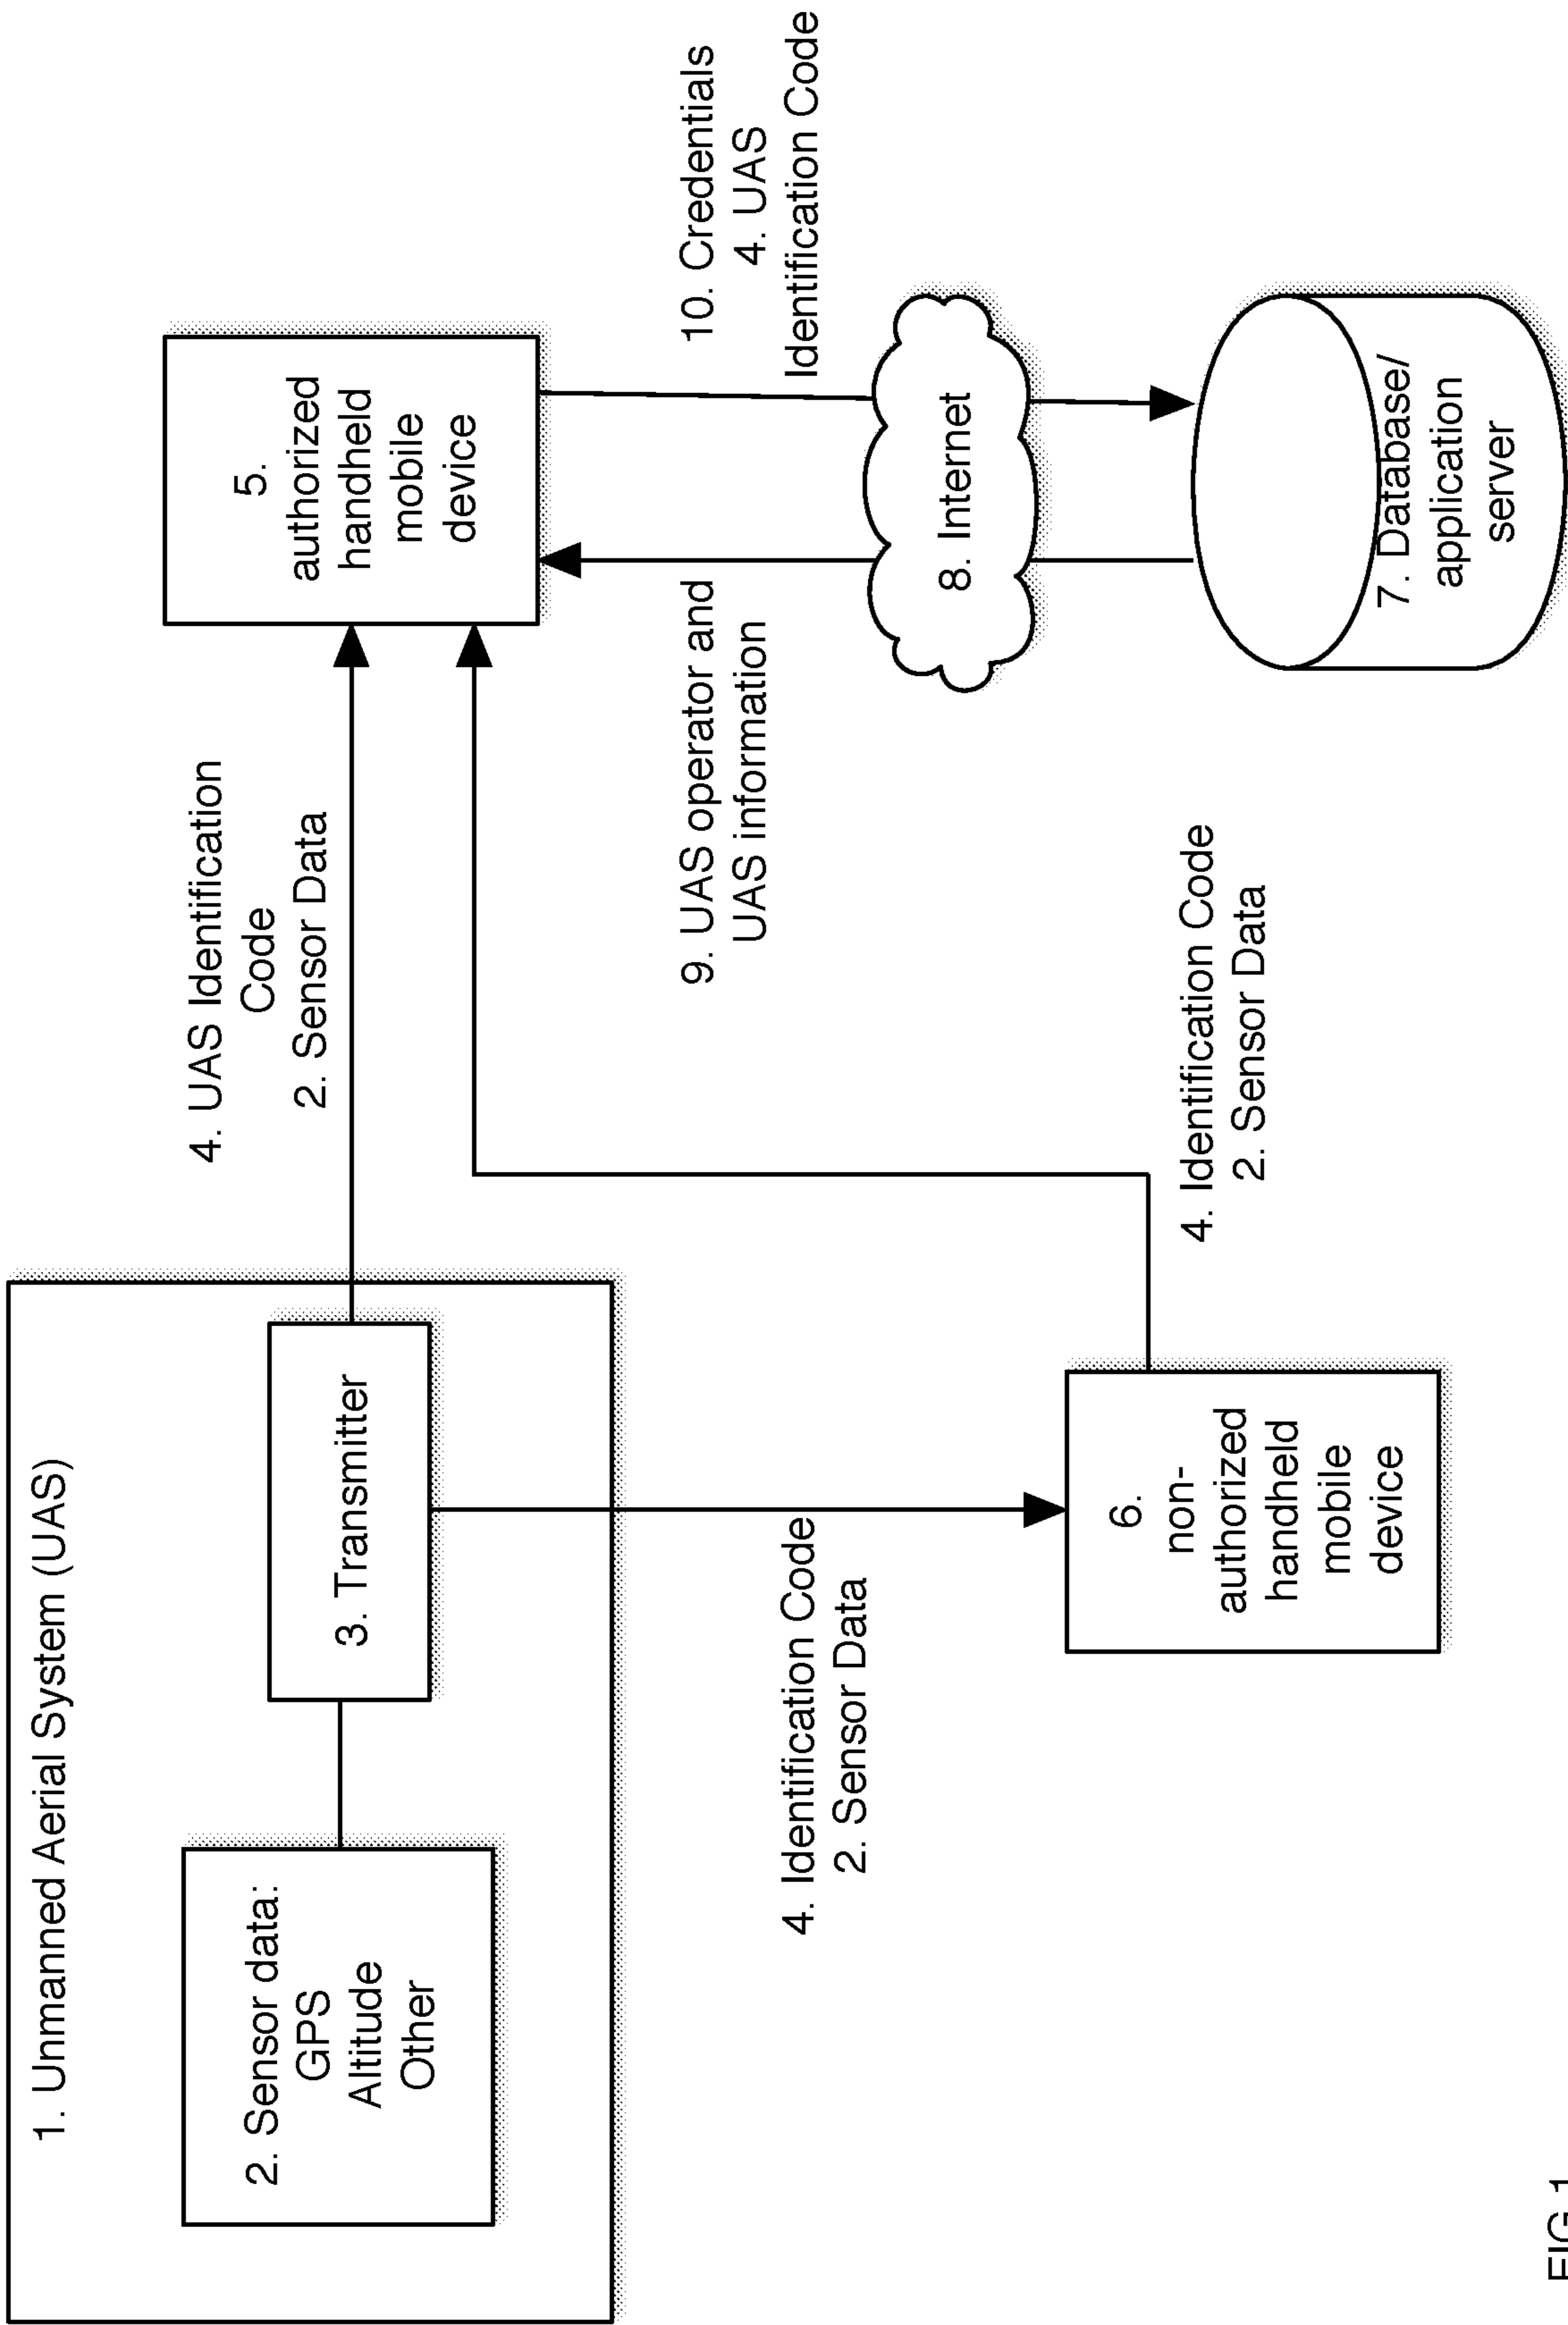 1. Unmanned Aerial System (UAS)
2. Sensor data:
GPS
Altitude
Other
3. Transmitter
4. UAS Identification
Code
2. Sensor Data
5.
authorized
handheld
mobile
device
4. Identification Code
2. Sensor Data
6.
non-
authorized
handheld
mobile
device
4. Identification Code
2. Sensor Data
9. UAS operator and
UAS information
10. Credentials
4. UAS
Identification Code
8. Internet
7. Database/
application
server
FIG 1